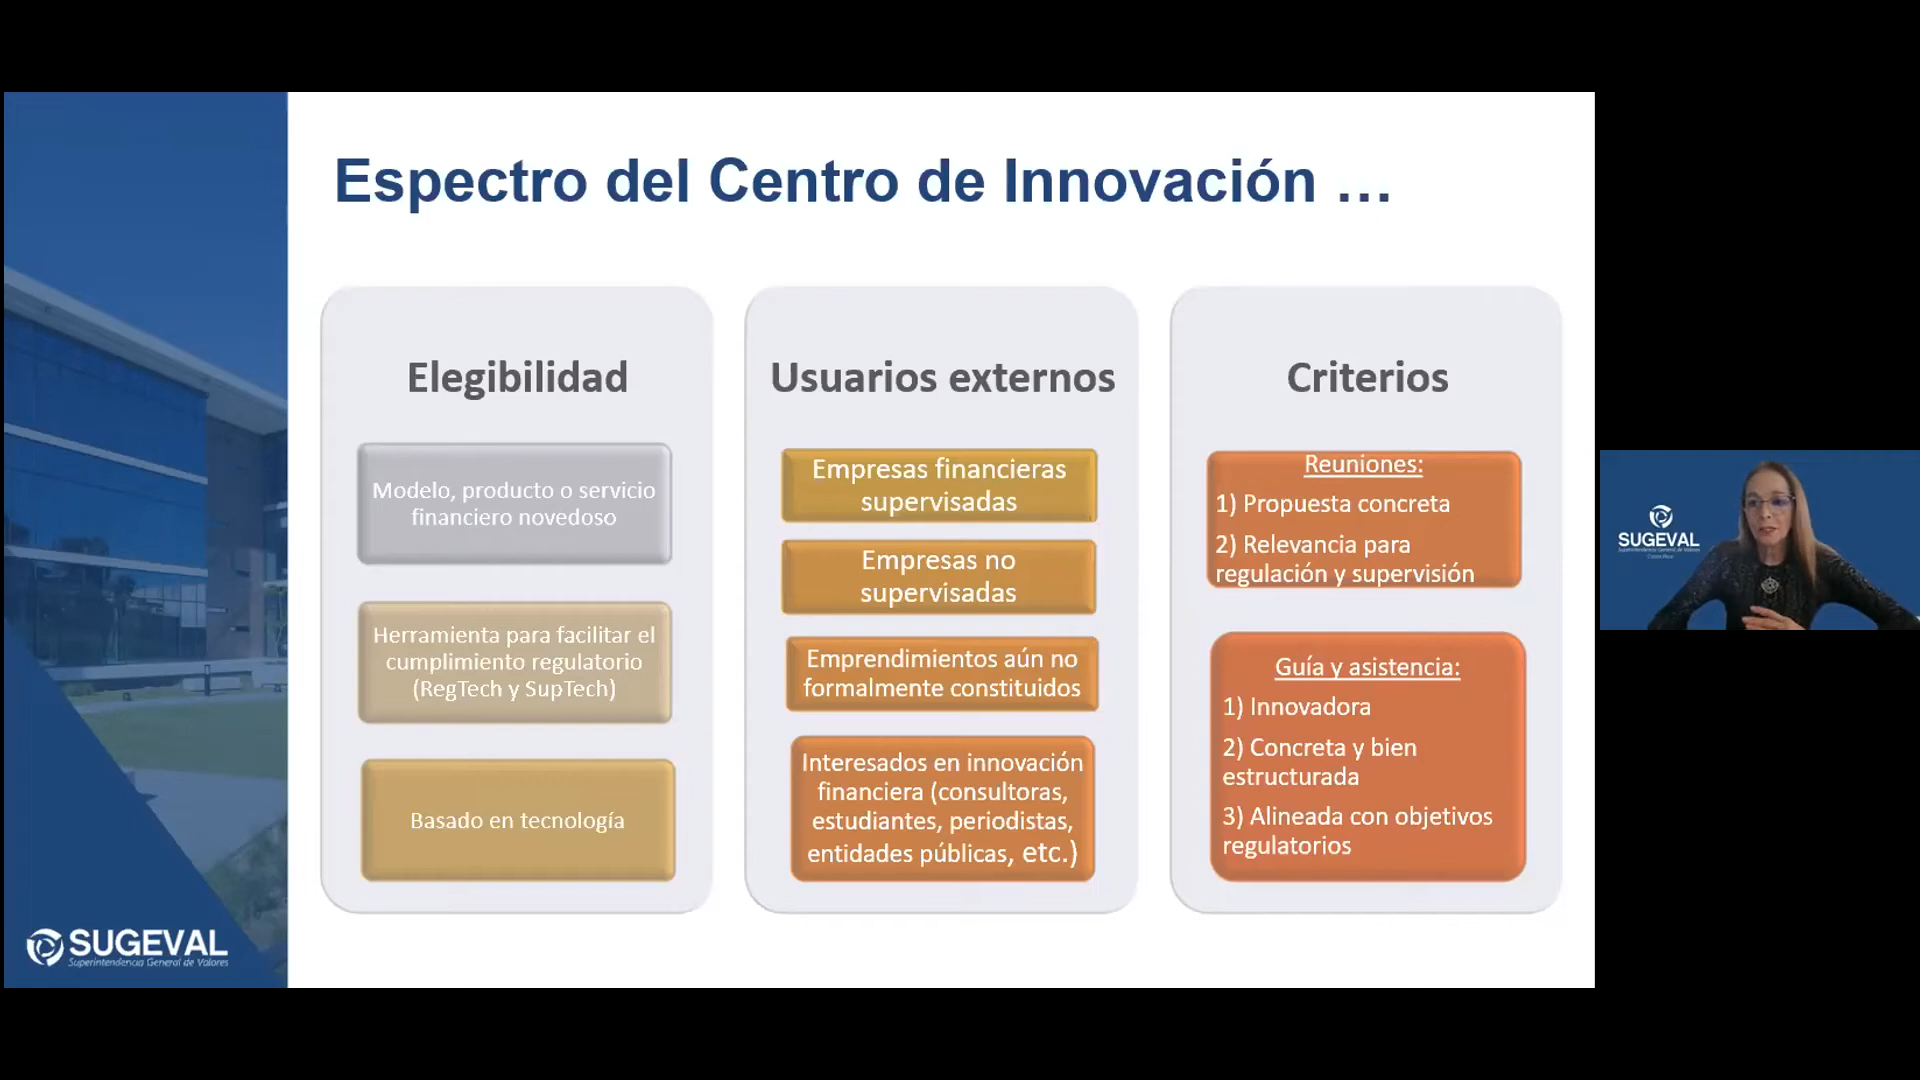 Espectro del Centro de Innovación ...
Elegibilidad
Modelo, producto o servicio
financiero novedoso
Herramienta para facilitar el
cumplimiento regulatorio
(RegTech y SupTech)
Basado en tecnología
Usuarios externos
Empresas financieras
supervisadas
Empresas no
supervisadas
Emprendimientos aún no
formalmente constituidos
Interesados en innovación
financiera (consultoras,
estudiantes, periodistas,
entidades públicas, etc.)
Criterios
Reuniones:
1) Propuesta concreta
2) Relevancia para
regulación y supervisión
Guía y asistencia:
1) Innovadora
2) Concreta y bien
estructurada
3) Alineada con objetivos
regulatorios
SUGEVAL
Superintendencia General de Valores
SUGEVAL
Superintendencia General de Valores
Costa Rica